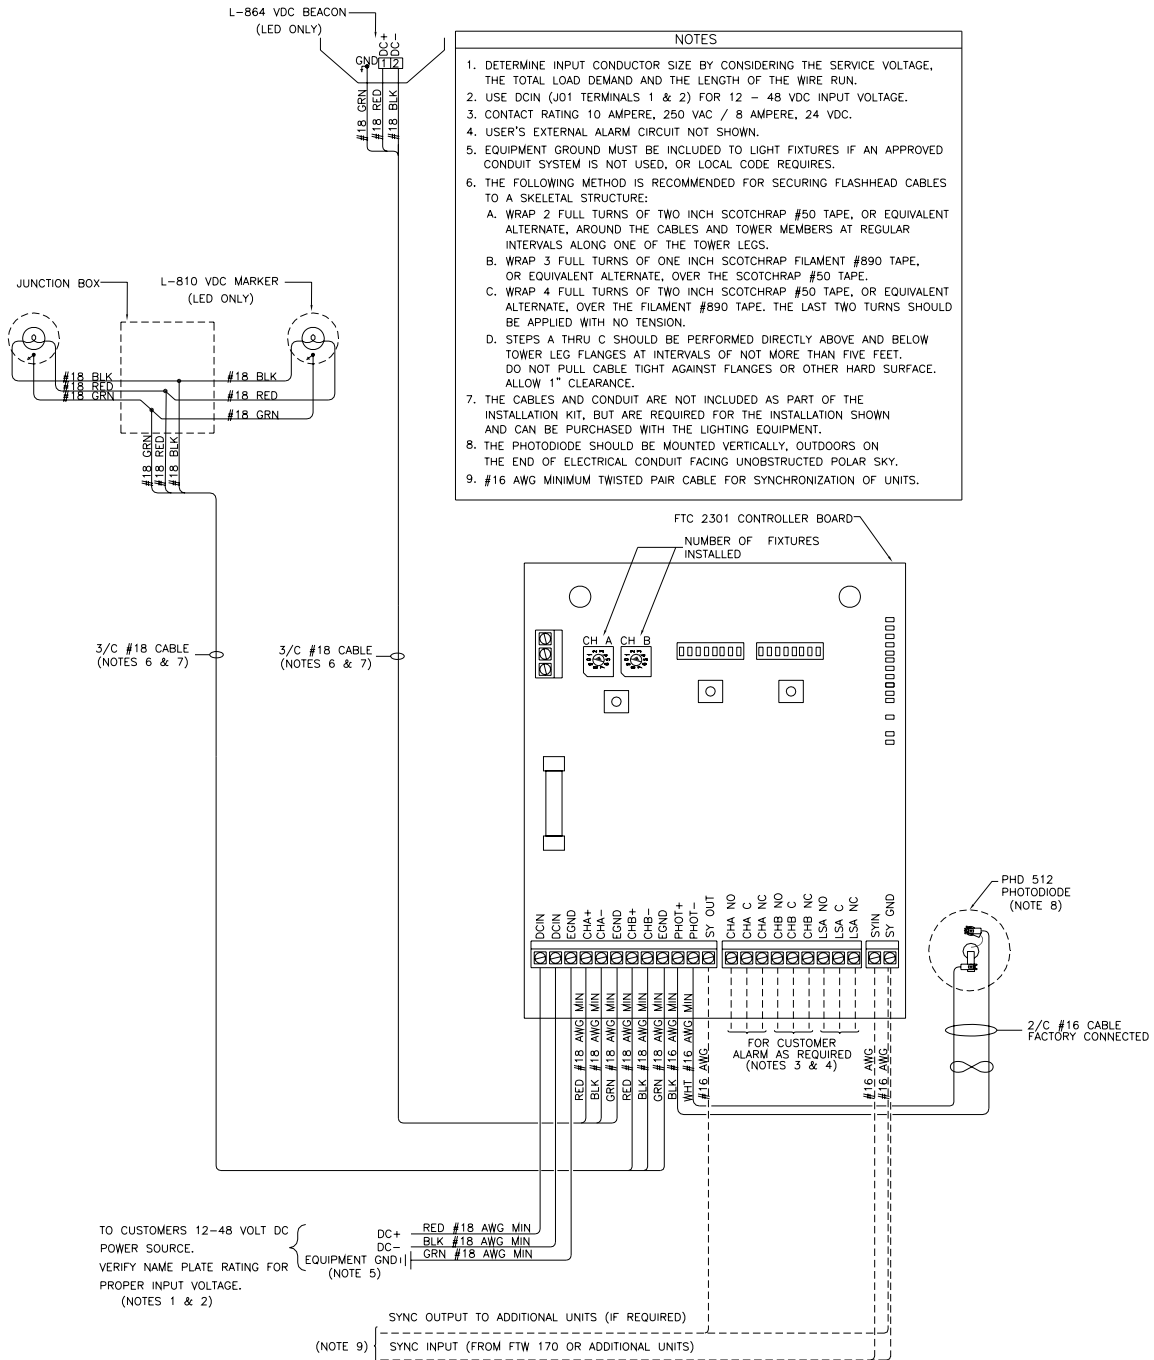 L-864 VDC BEACON
(LED ONLY)
DC+
DC-
GND
1 2
#18 GRN
#18 RED
#18 BLK
NOTES
1. DETERMINE INPUT CONDUCTOR SIZE BY CONSIDERING THE SERVICE VOLTAGE,
THE TOTAL LOAD DEMAND AND THE LENGTH OF THE WIRE RUN.
2. USE DCIN (J01 TERMINALS 1 & 2) FOR 12 - 48 VDC INPUT VOLTAGE.
3. CONTACT RATING 10 AMPERE, 250 VAC / 8 AMPERE, 24 VDC.
4. USER'S EXTERNAL ALARM CIRCUIT NOT SHOWN.
5. EQUIPMENT GROUND MUST BE INCLUDED TO LIGHT FIXTURES IF AN APPROVED
CONDUIT SYSTEM IS NOT USED, OR LOCAL CODE REQUIRES.
6. THE FOLLOWING METHOD IS RECOMMENDED FOR SECURING FLASHHEAD CABLES
TO A SKELETAL STRUCTURE:
A. WRAP 2 FULL TURNS OF TWO INCH SCOTCHRAP #50 TAPE, OR EQUIVALENT
ALTERNATE, AROUND THE CABLES AND TOWER MEMBERS AT REGULAR
INTERVALS ALONG ONE OF THE TOWER LEGS.
B. WRAP 3 FULL TURNS OF ONE INCH SCOTCHRAP FILAMENT #890 TAPE,
OR EQUIVALENT ALTERNATE, OVER THE SCOTCHRAP #50 TAPE.
C. WRAP 4 FULL TURNS OF TWO INCH SCOTCHRAP #50 TAPE, OR EQUIVALENT
ALTERNATE, OVER THE FILAMENT #890 TAPE. THE LAST TWO TURNS SHOULD
BE APPLIED WITH NO TENSION.
D. STEPS A THRU C SHOULD BE PERFORMED DIRECTLY ABOVE AND BELOW
TOWER LEG FLANGES AT INTERVALS OF NOT MORE THAN FIVE FEET.
DO NOT PULL CABLE TIGHT AGAINST FLANGES OR OTHER HARD SURFACE.
ALLOW 1" CLEARANCE.
7. THE CABLES AND CONDUIT ARE NOT INCLUDED AS PART OF THE
INSTALLATION KIT, BUT ARE REQUIRED FOR THE INSTALLATION SHOWN
AND CAN BE PURCHASED WITH THE LIGHTING EQUIPMENT.
8. THE PHOTODIODE SHOULD BE MOUNTED VERTICALLY, OUTDOORS ON
THE END OF ELECTRICAL CONDUIT FACING UNOBSTRUCTED POLAR SKY.
9. #16 AWG MINIMUM TWISTED PAIR CABLE FOR SYNCHRONIZATION OF UNITS.
JUNCTION BOX
L-810 VDC MARKER
(LED ONLY)
#18 BLK
#18 RED
#18 GRN
#18 BLK
#18 RED
#18 GRN
#18 GRN
#18 RED
#18 BLK
FTC 2301 CONTROLLER BOARD
NUMBER OF FIXTURES
INSTALLED
CH A
CH B
3/C #18 CABLE
(NOTES 6 & 7)
3/C #18 CABLE
(NOTES 6 & 7)
DCIN
DCIN
EGND
CHA+
CHA-
EGND
CHB+
CHB-
EGND
PHOT+
PHOT-
SY OUT
CHA NO
CHA C
CHA NC
CHB NO
CHB C
CHB NC
LSA NO
LSA C
LSA NC
SYIN
SY GND
PHD 512
PHOTODIODE
(NOTE 8)
RED #18 AWG MIN
BLK #18 AWG MIN
GRN #18 AWG MIN
RED #18 AWG MIN
BLK #18 AWG MIN
GRN #18 AWG MIN
BLK #16 AWG MIN
WHT #16 AWG MIN
#16 AWG
FOR CUSTOMER
ALARM AS REQUIRED
(NOTES 3 & 4)
#16 AWG
#16 AWG
2/C #16 CABLE
FACTORY CONNECTED
TO CUSTOMERS 12-48 VOLT DC
POWER SOURCE.
VERIFY NAME PLATE RATING FOR
PROPER INPUT VOLTAGE.
(NOTES 1 & 2)
DC+
DC-
EQUIPMENT GND
(NOTE 5)
RED #18 AWG MIN
BLK #18 AWG MIN
GRN #18 AWG MIN
SYNC OUTPUT TO ADDITIONAL UNITS (IF REQUIRED)
(NOTE 9)
SYNC INPUT (FROM FTW 170 OR ADDITIONAL UNITS)